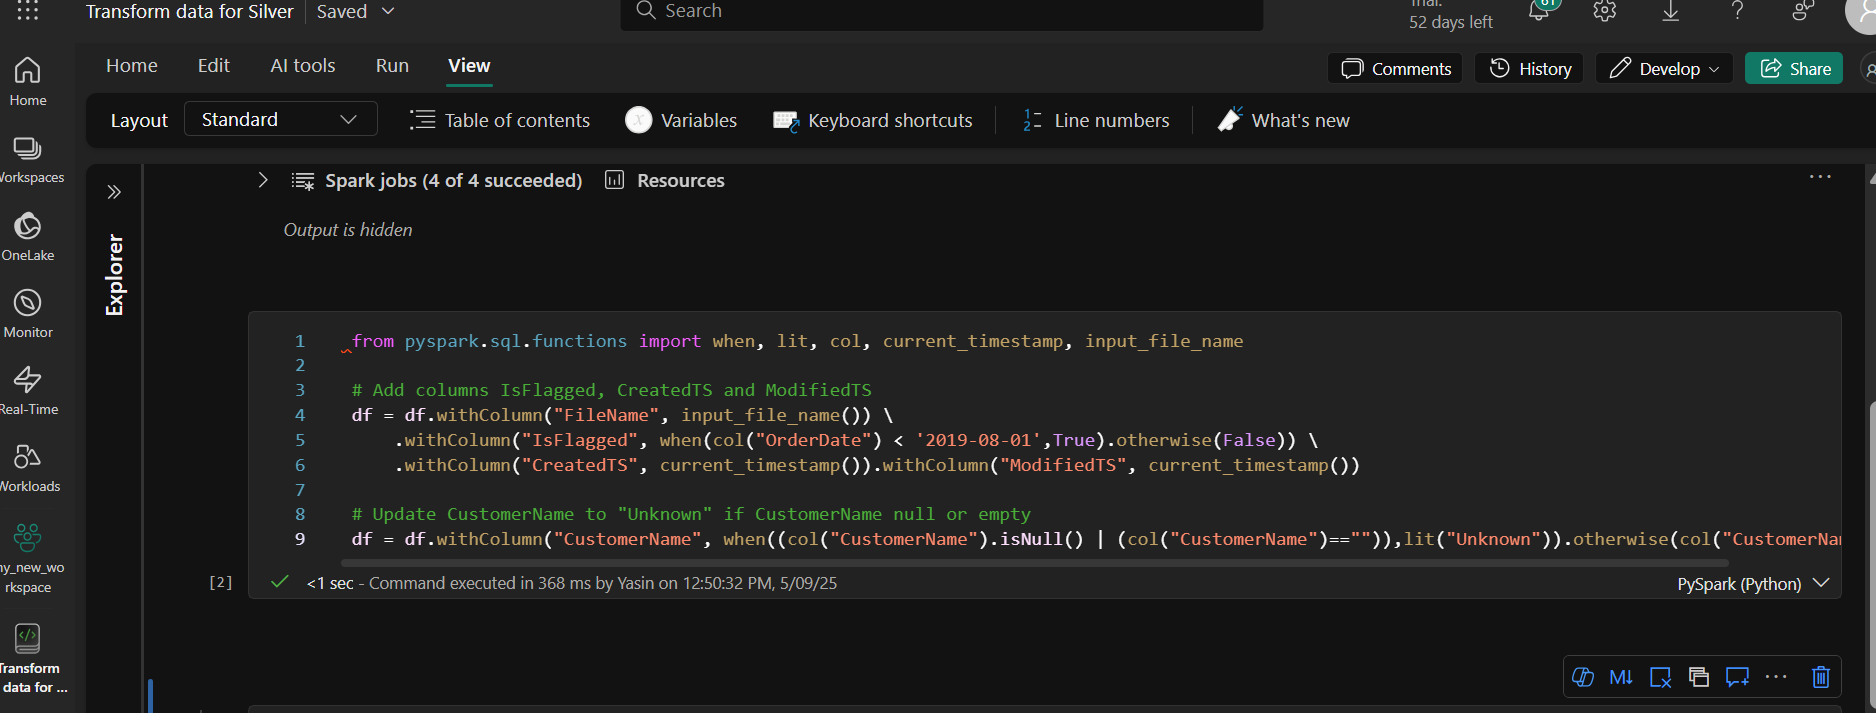 Transform data for Silver
Saved
Search
52 days left
61
Home
Edit
AI tools
Run
View
Comments
History
Develop
Share
Layout
Standard
Table of contents
Variables
Keyboard shortcuts
Line numbers
What's new
Home
Workspaces
OneLake
Monitor
Real-Time
Workloads
my_new_wo
rkspace
Transform
data for ...
Explorer
Spark jobs (4 of 4 succeeded)
Resources
Output is hidden
1 from pyspark.sql.functions import when, lit, col, current_timestamp, input_file_name
2
3 # Add columns IsFlagged, CreatedTS and ModifiedTS
4 df = df.withColumn("FileName", input_file_name()) \
5 .withColumn("IsFlagged", when(col("OrderDate") < '2019-08-01',True).otherwise(False)) \
6 .withColumn("CreatedTS", current_timestamp()).withColumn("ModifiedTS", current_timestamp())
7
8 # Update CustomerName to "Unknown" if CustomerName null or empty
9 df = df.withColumn("CustomerName", when((col("CustomerName").isNull() | (col("CustomerName")=="")),lit("Unknown")).otherwise(col("CustomerNa
[2]
<1 sec - Command executed in 368 ms by Yasin on 12:50:32 PM, 5/09/25
PySpark (Python)
M↓